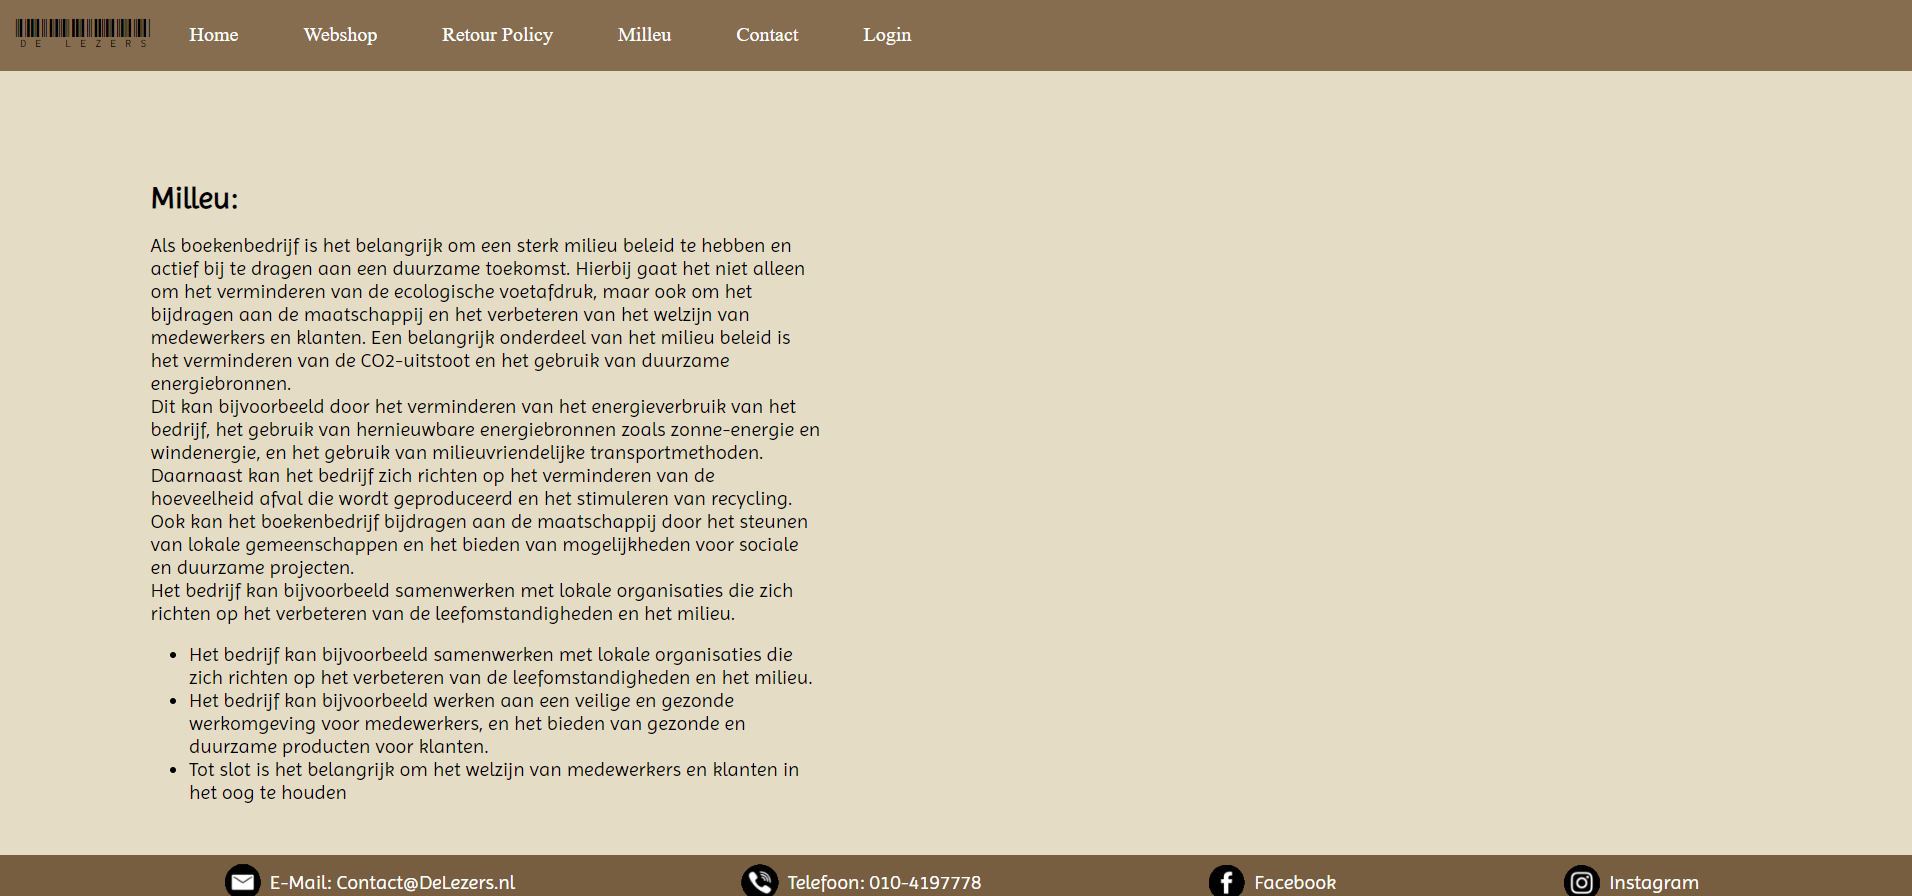 DE LEZERS
Home
Webshop
Retour Policy
Milleu
Contact
Login
Milleu:
Als boekenbedrijf is het belangrijk om een sterk milieu beleid te hebben en
actief bij te dragen aan een duurzame toekomst. Hierbij gaat het niet alleen
om het verminderen van de ecologische voetafdruk, maar ook om het
bijdragen aan de maatschappij en het verbeteren van het welzijn van
medewerkers en klanten. Een belangrijk onderdeel van het milieu beleid is
het verminderen van de CO2-uitstoot en het gebruik van duurzame
energiebronnen.
Dit kan bijvoorbeeld door het verminderen van het energieverbruik van het
bedrijf, het gebruik van hernieuwbare energiebronnen zoals zonne-energie en
windenergie, en het gebruik van milieuvriendelijke transportmethoden.
Daarnaast kan het bedrijf zich richten op het verminderen van de
hoeveelheid afval die wordt geproduceerd en het stimuleren van recycling.
Ook kan het boekenbedrijf bijdragen aan de maatschappij door het steunen
van lokale gemeenschappen en het bieden van mogelijkheden voor sociale
en duurzame projecten.
Het bedrijf kan bijvoorbeeld samenwerken met lokale organisaties die zich
richten op het verbeteren van de leefomstandigheden en het milieu.
• Het bedrijf kan bijvoorbeeld samenwerken met lokale organisaties die
zich richten op het verbeteren van de leefomstandigheden en het milieu.
• Het bedrijf kan bijvoorbeeld werken aan een veilige en gezonde
werkomgeving voor medewerkers, en het bieden van gezonde en
duurzame producten voor klanten.
• Tot slot is het belangrijk om het welzijn van medewerkers en klanten in
het oog te houden
E-Mail: Contact@DeLezers.nl
Telefoon: 010-4197778
Facebook
Instagram